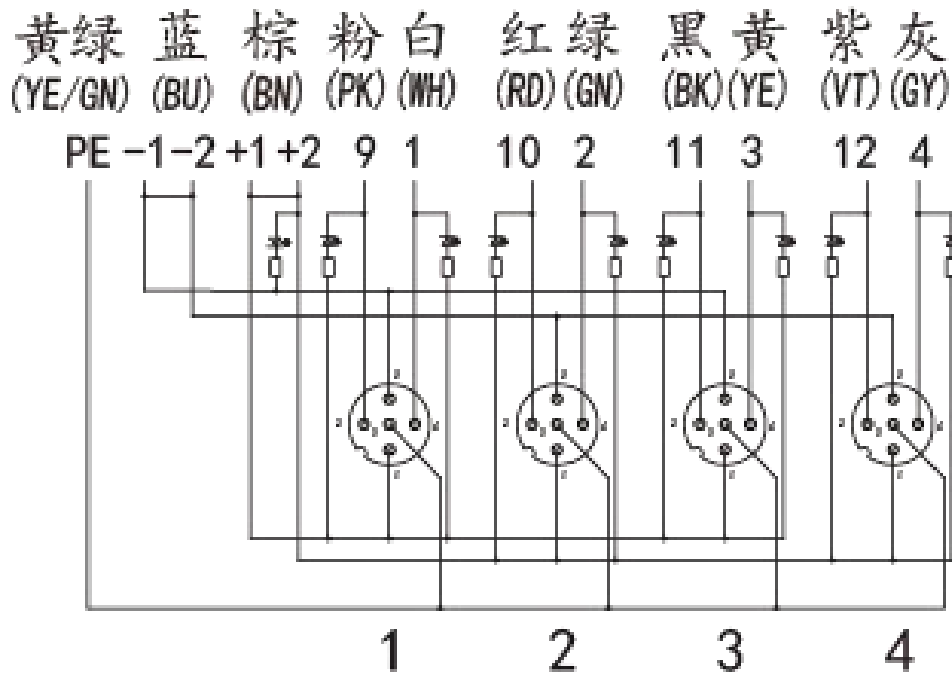 黄绿 蓝 棕 粉 白 红 绿 黑 黄 紫 灰
(YE/GN) (BU) (BN) (PK) (WH) (RD) (GN) (BK) (YE) (VT) (GY)
PE -1 -2 +1 +2 9 1 10 2 11 3 12 4
1 2 3 4